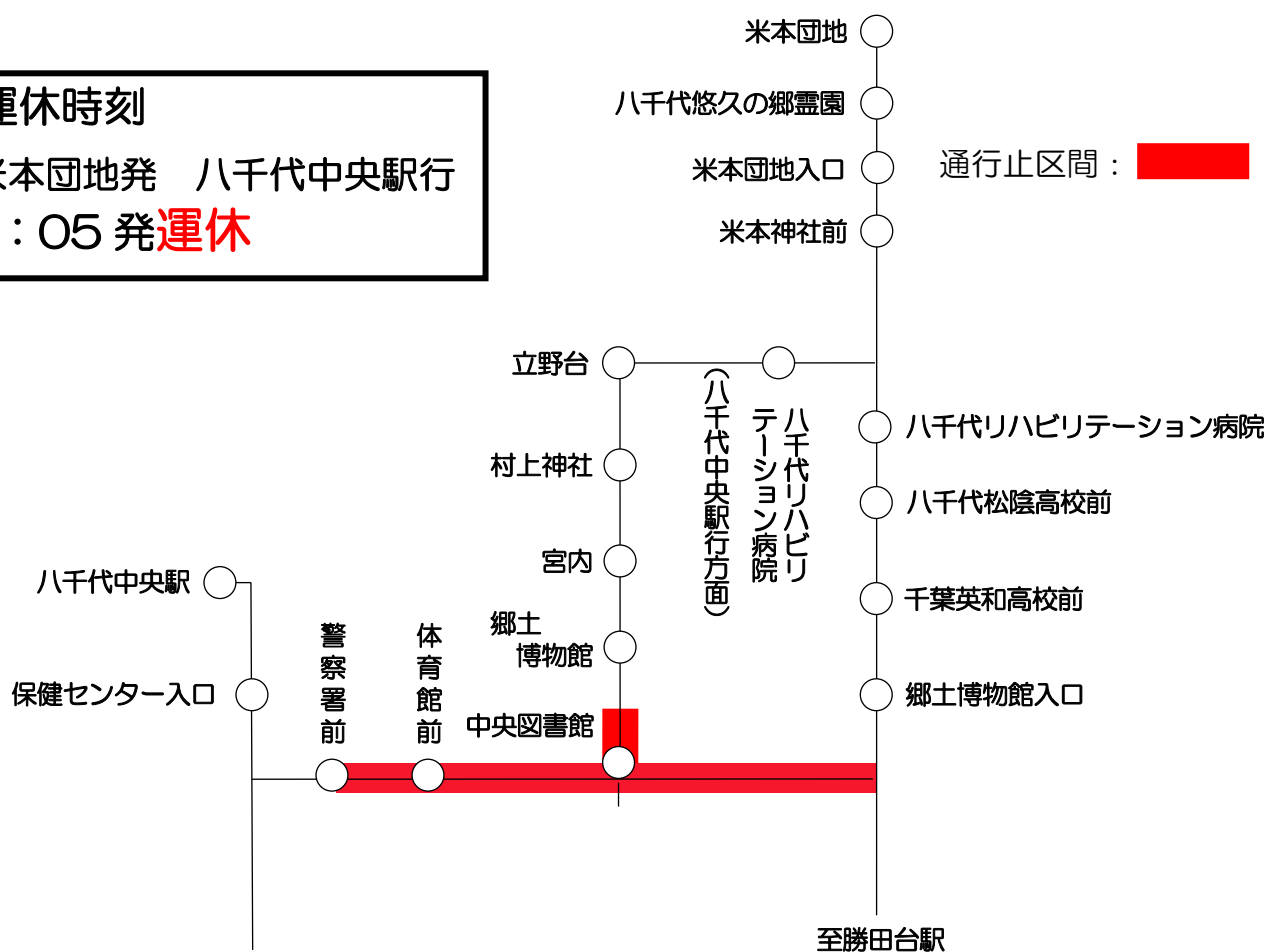 運休時刻
米本団地発 八千代中央駅行
:05発運休
米本団地
八千代悠久の郷霊園
米本団地入口
通行止区間:
米本神社前
立野台
(八千代中央駅行方面)
八千代リハビリ
テーション病院
八千代リハビリテーション病院
村上神社
八千代松陰高校前
宮内
八千代中央駅
千葉英和高校前
郷土
博物館
警察署前
体育館前
保健センター入口
郷土博物館入口
中央図書館
至勝田台駅